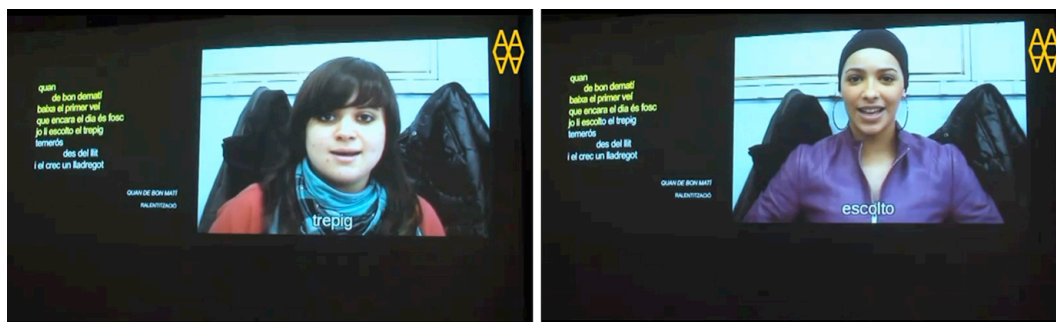 quan
de bon dematí
baixa el primer veí
que encara el dia és fosc
jo li escolto el trepig
temerós
des del llit
i el crec un lladregot
QUAN DE BON MATÍ
RALENTITZACIÓ
trepig
quan
de bon dematí
baixa el primer veí
que encara el dia és fosc
jo li escolto el trepig
temerós
des del llit
i el crec un lladregot
QUAN DE BON MATÍ
RALENTITZACIÓ
escolto